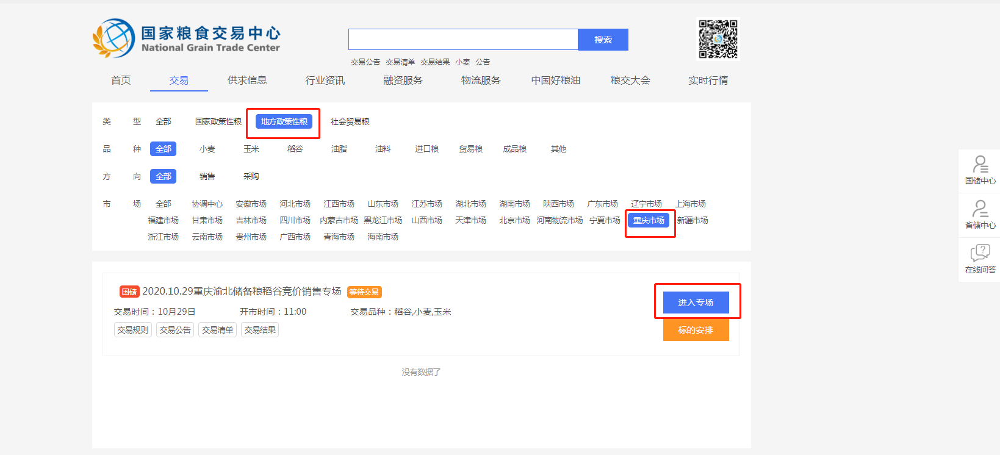 国家粮食交易中心
National Grain Trade Center
搜索
交易公告 交易清单 交易结果 小麦 公告
首页 交易 供求信息 行业资讯 融资服务 物流服务 中国好粮油 粮交大会 实时行情
类 型 全部 国家政策性粮 地方政策性粮 社会贸易粮
品 种 全部 小麦 玉米 稻谷 油脂 油料 进口粮 贸易粮 成品粮 其他
方 向 全部 销售 采购
市 场 全部 协调中心 安徽市场 河北市场 江西市场 山东市场 江苏市场 湖北市场 湖南市场 陕西市场 广东市场 辽宁市场 上海市场
福建市场 甘肃市场 吉林市场 四川市场 内蒙古市场 黑龙江市场 山西市场 天津市场 北京市场 河南物流市场 宁夏市场 重庆市场 新疆市场
浙江市场 云南市场 贵州市场 广西市场 青海市场 海南市场
国储 2020.10.29重庆渝北储备粮稻谷竞价销售专场 等待交易
交易时间：10月29日 开市时间：11:00 交易品种：稻谷,小麦,玉米
交易规则 交易公告 交易清单 交易结果
进入专场
标的安排
没有数据了
国储中心
省储中心
在线问答